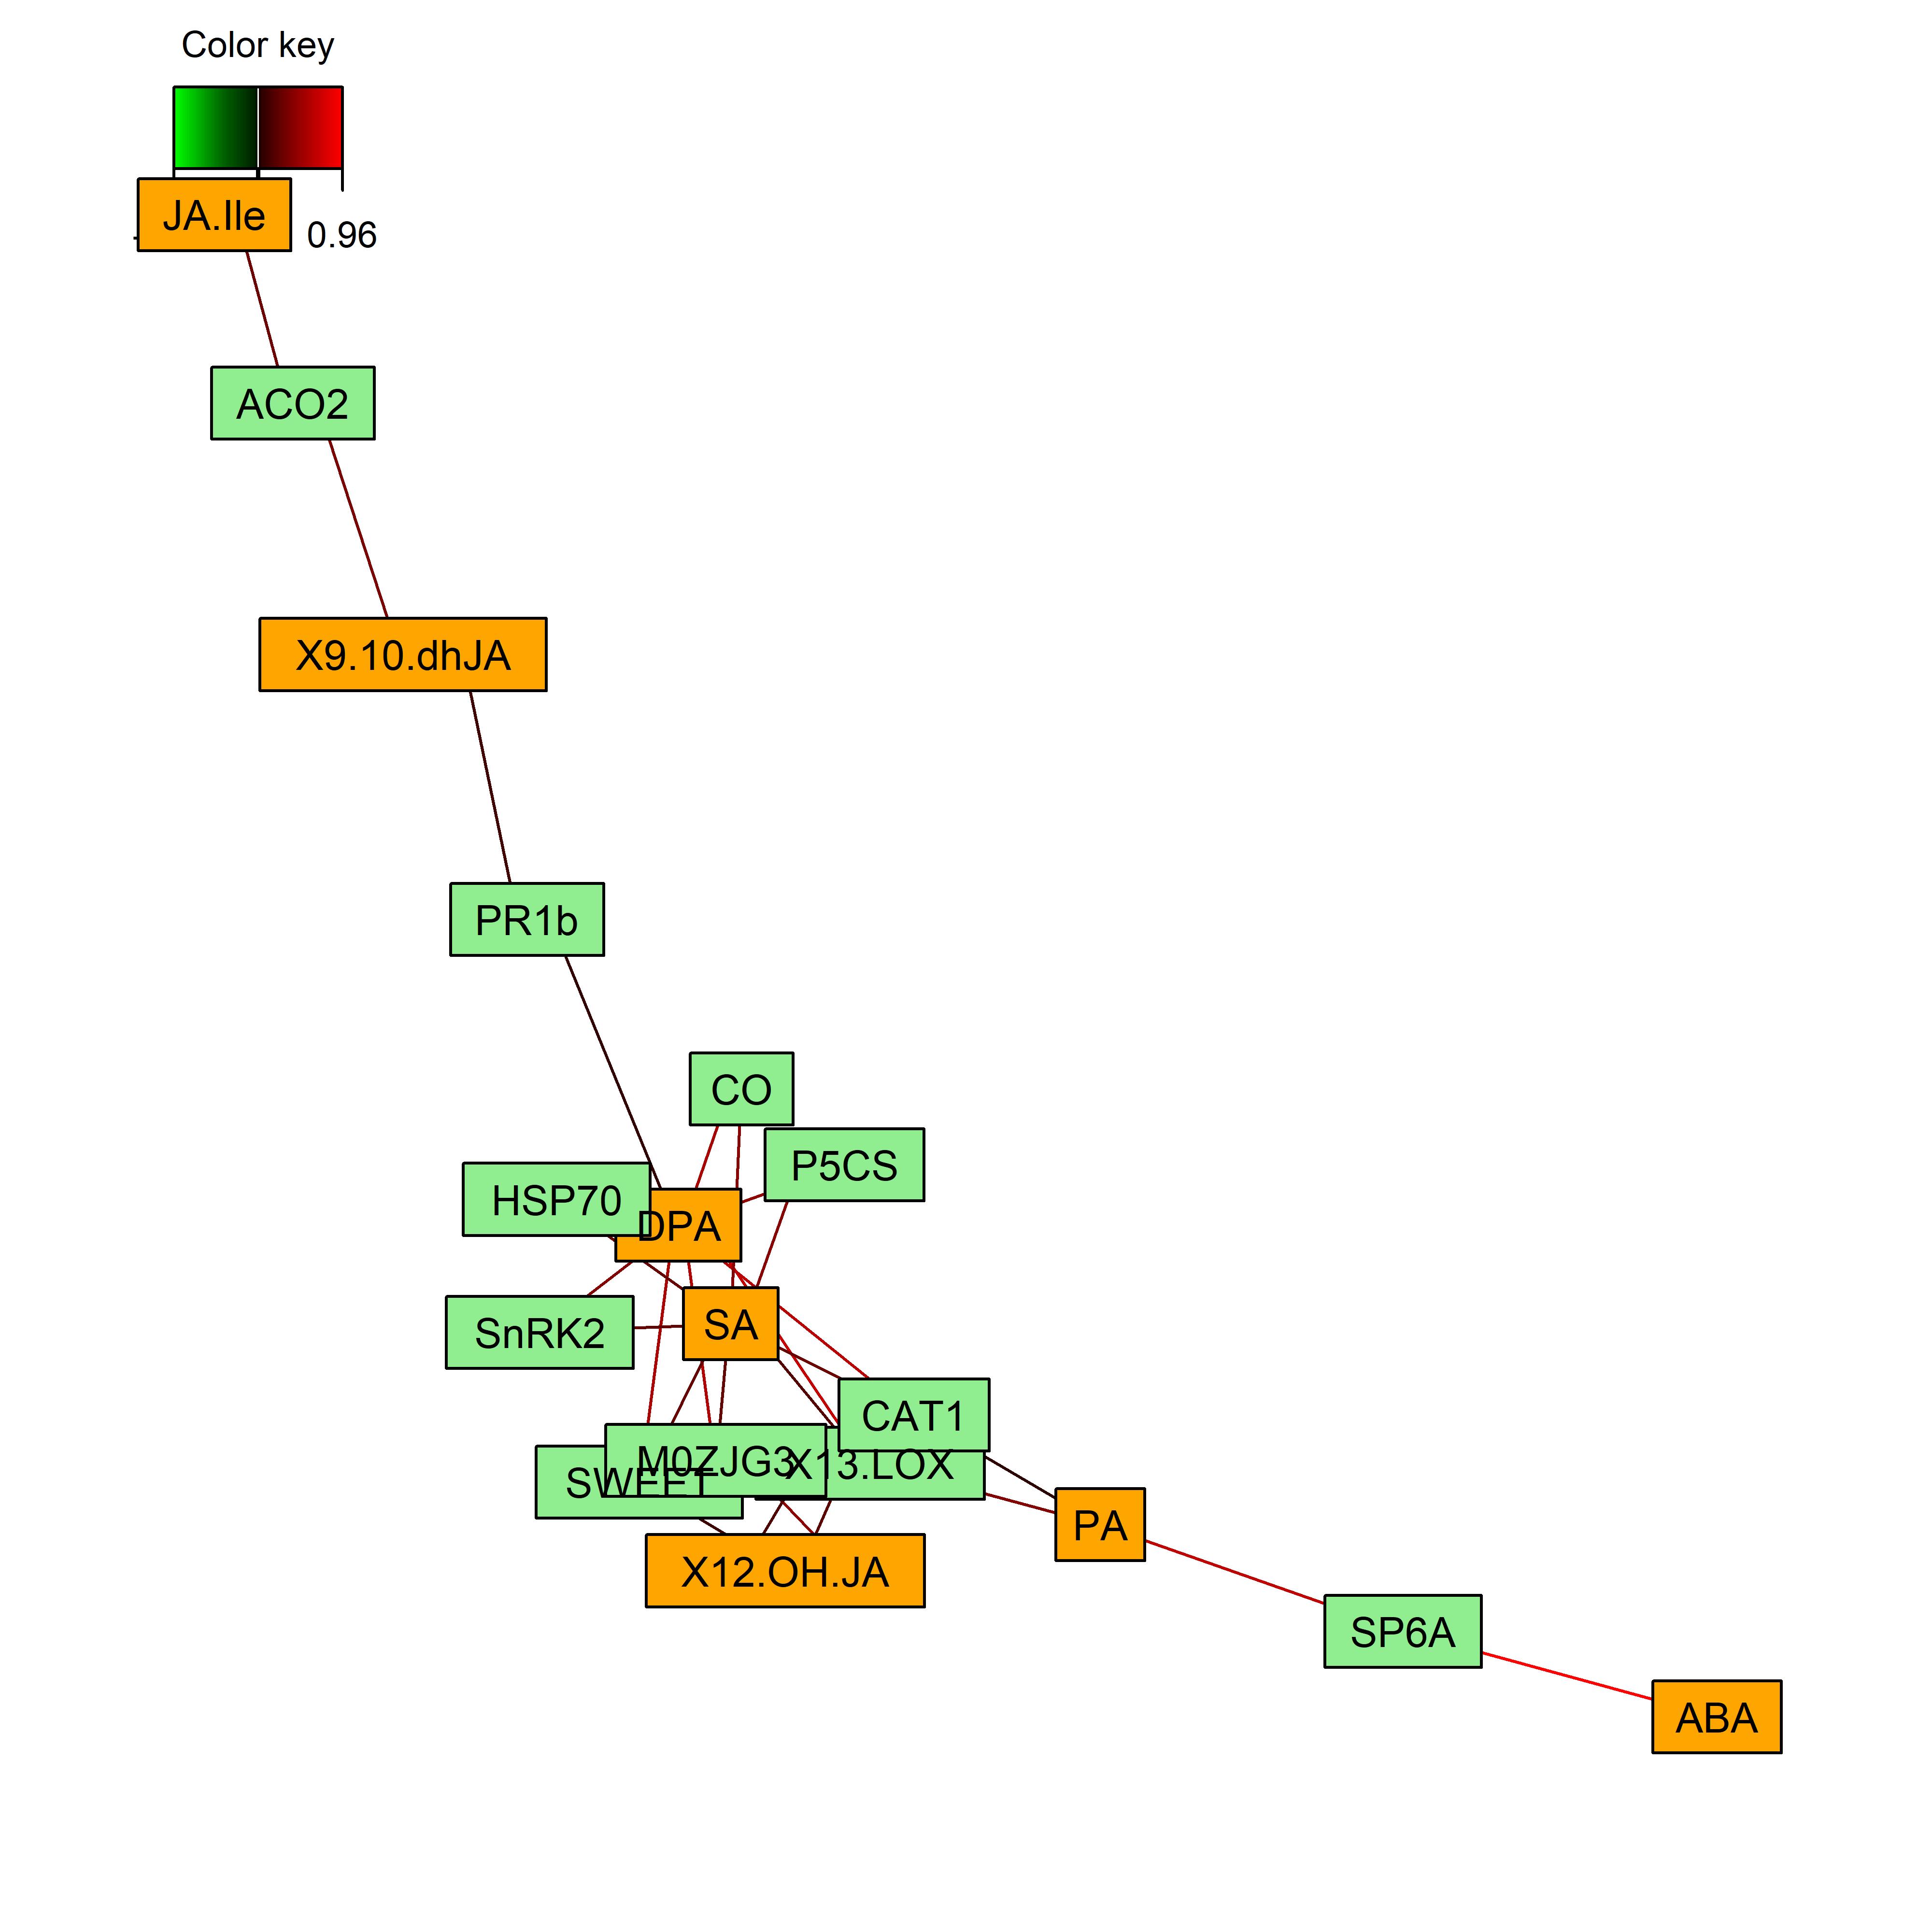 Color key
JA.Ile
0.96
ACO2
X9.10.dhJA
PR1b
CO
P5CS
HSP70
DPA
SA
SnRK2
CAT1
M0ZJG3
X13.LOX
SWEET
PA
X12.OH.JA
SP6A
ABA